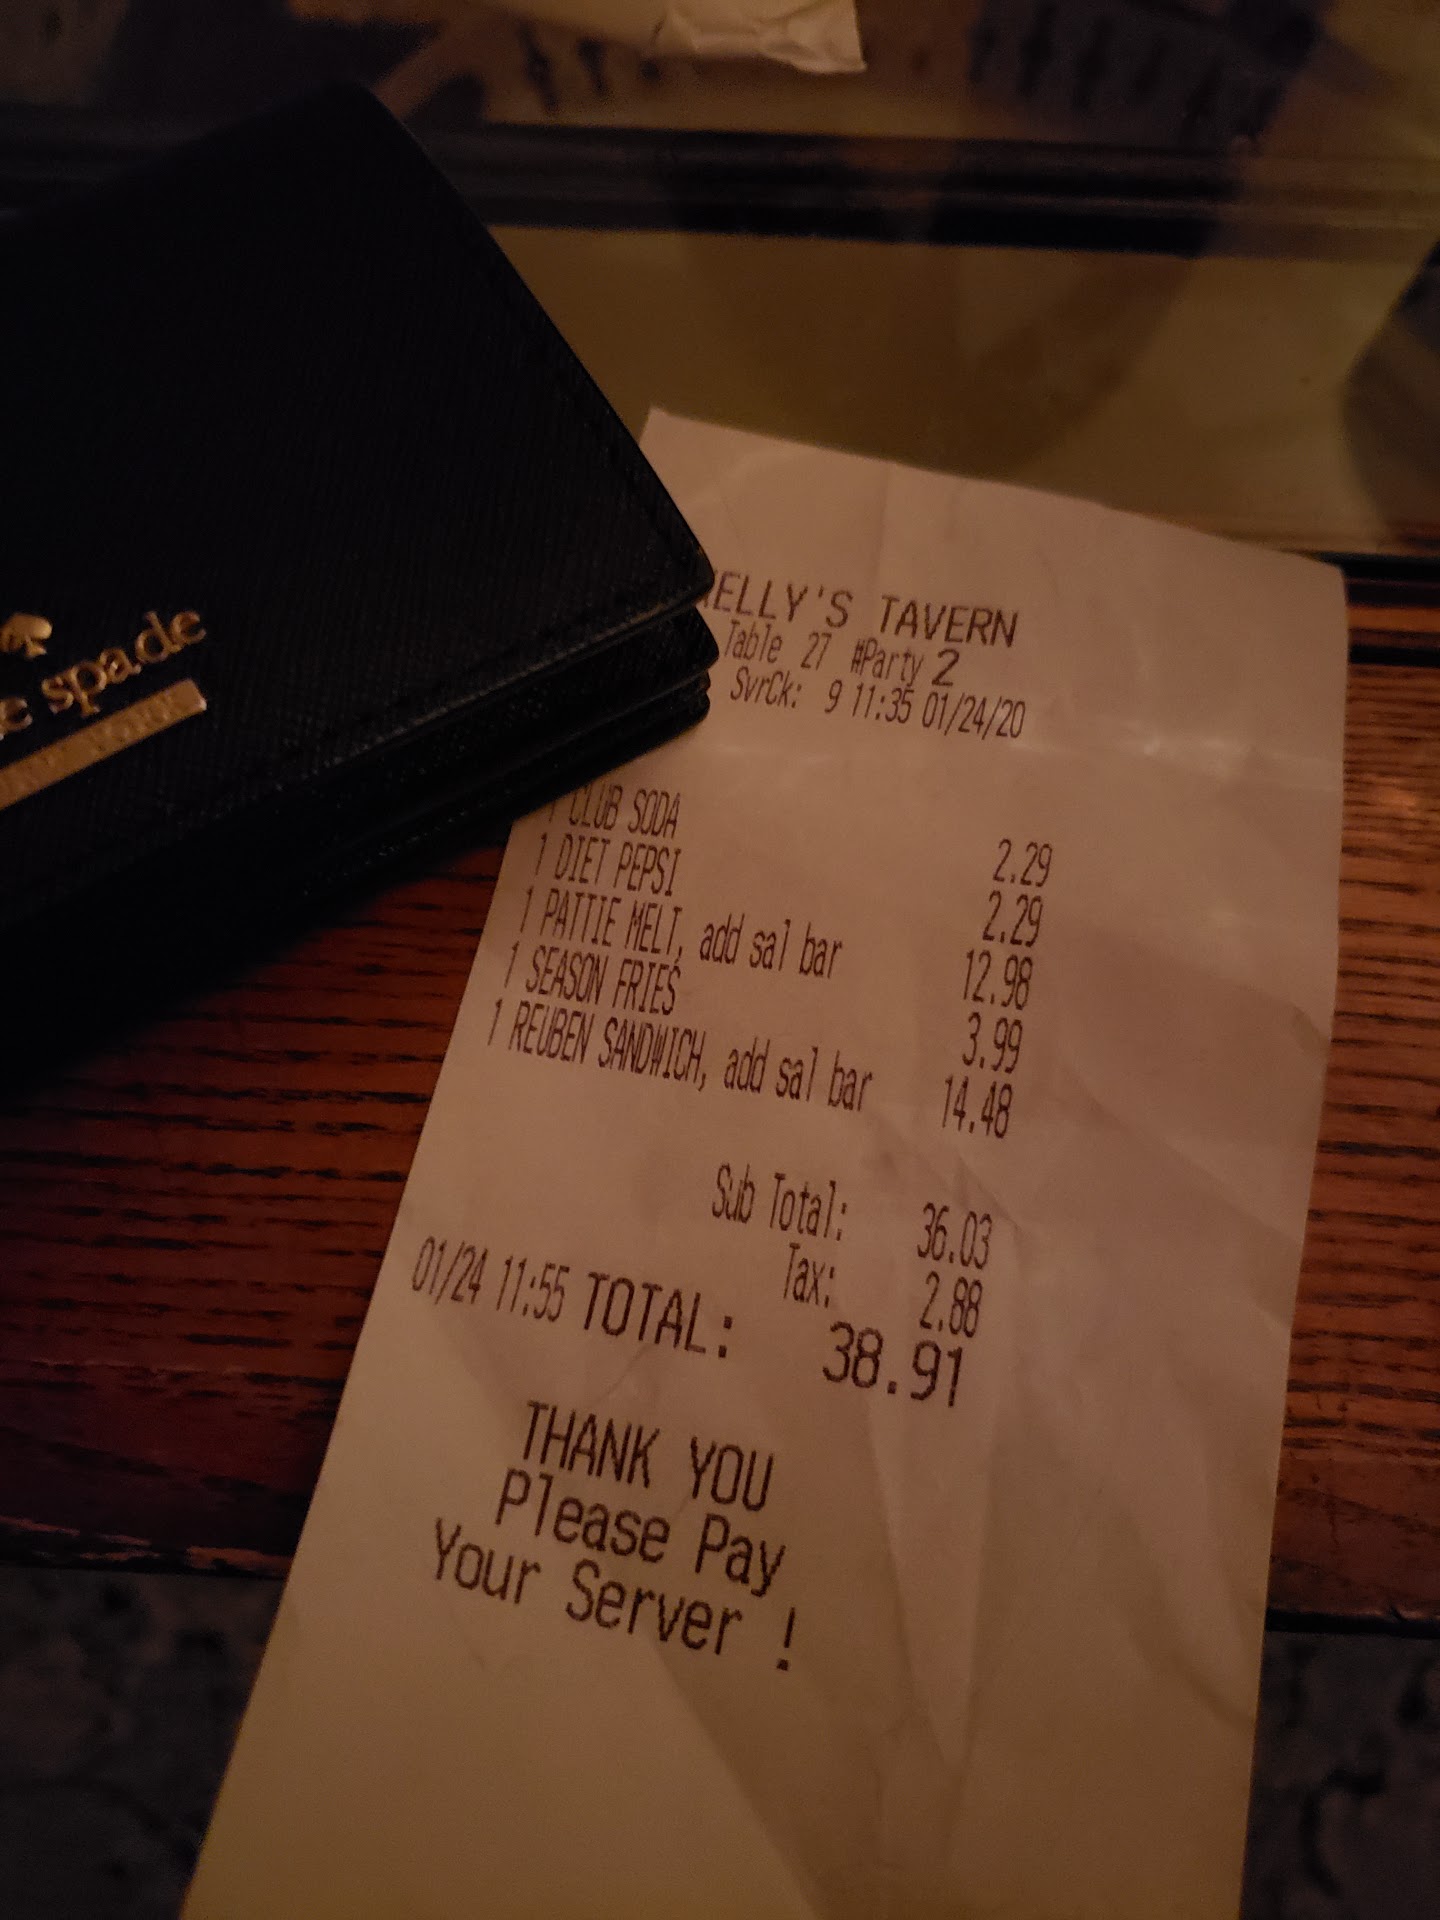 spade
NEW YORK
ELLY'S TAVERN
Table 27 #Party 2
SvrCk: 9 11:35 01/24/20
1 CLUB SODA 2.29
1 DIET PEPSI 2.29
1 PATTIE MELT, add sal bar 12.98
1 SEASON FRIES 3.99
1 REUBEN SANDWICH, add sal bar 14.48
Sub Total: 36.03
Tax: 2.88
01/24 11:55 TOTAL: 38.91
THANK YOU
Please Pay
Your Server !